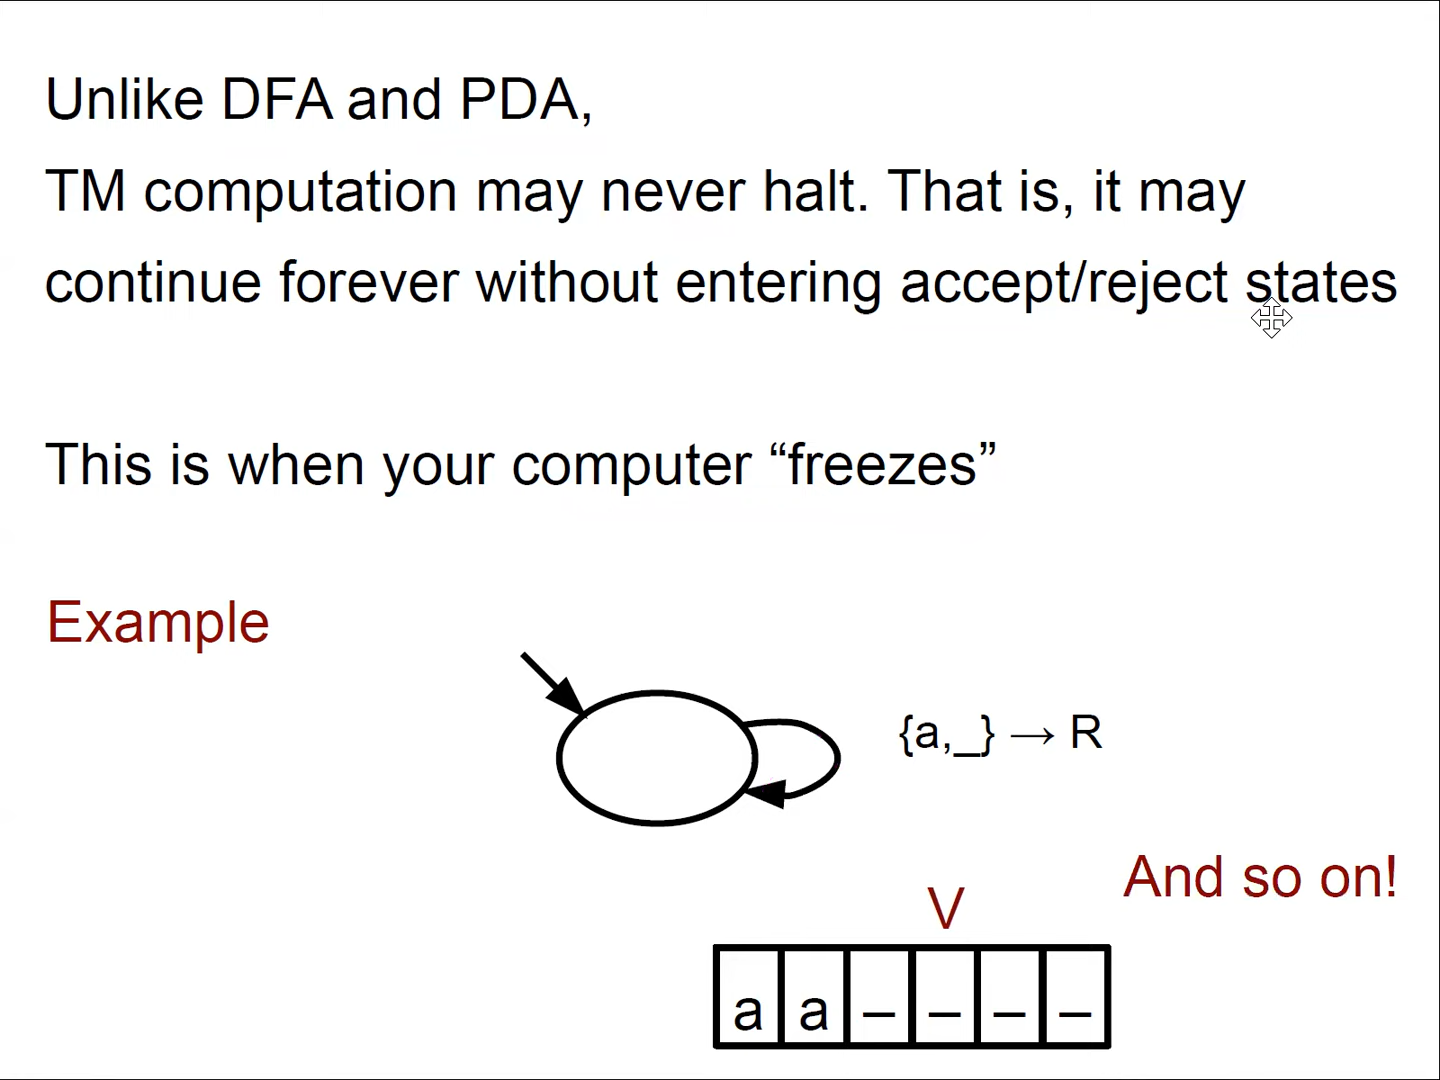 Unlike DFA and PDA,
TM computation may never halt. That is, it may
continue forever without entering accept/reject states
This is when your computer “freezes”
Example
{a,_} → R
And so on!
V
a a _ _ _ _